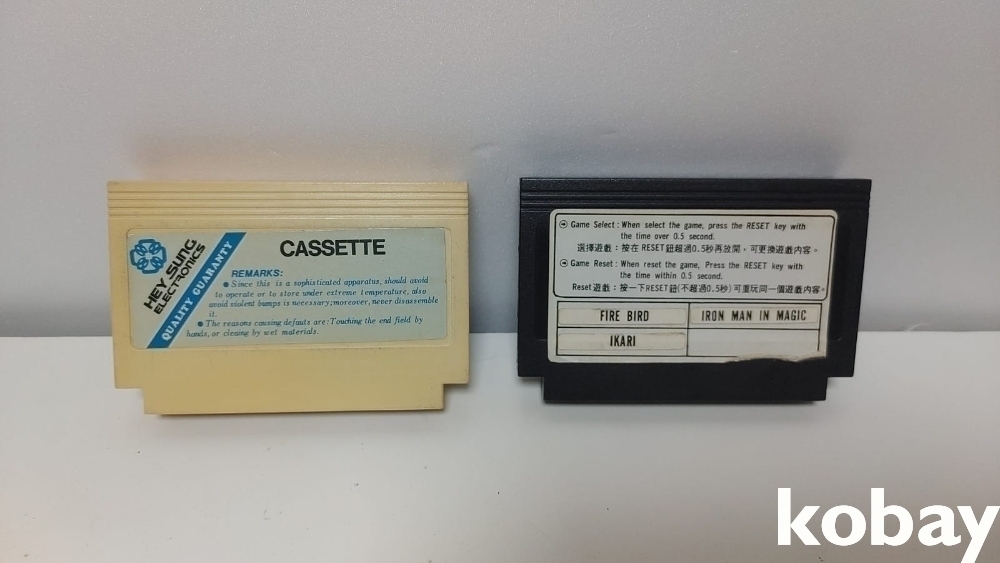 HEY SUNG
ELECTRONICS
QUALITY GUARANTY
CASSETTE
REMARKS:
● Since this is a sophisticated apparatus, should avoid
to operate or to store under extreme temperature, also
avoid violent bumps is necessary;moreover,never disassemble
it.
● The reasons causing defauts are:Touching the end field by
hands, or cleaing by wet materials.
Game Select : When select the game, press the RESET key with
the time over 0.5 second.
選擇遊戲：按在RESET鈕超過0.5秒再放開，可更換遊戲內容。
Game Reset : When reset the game, Press the RESET key with
the time within 0.5 second.
Reset遊戲：按一下RESET鈕(不超過0.5秒)可重玩同一個遊戲內容。
FIRE BIRD
IRON MAN IN MAGIC
IKARI
kobay